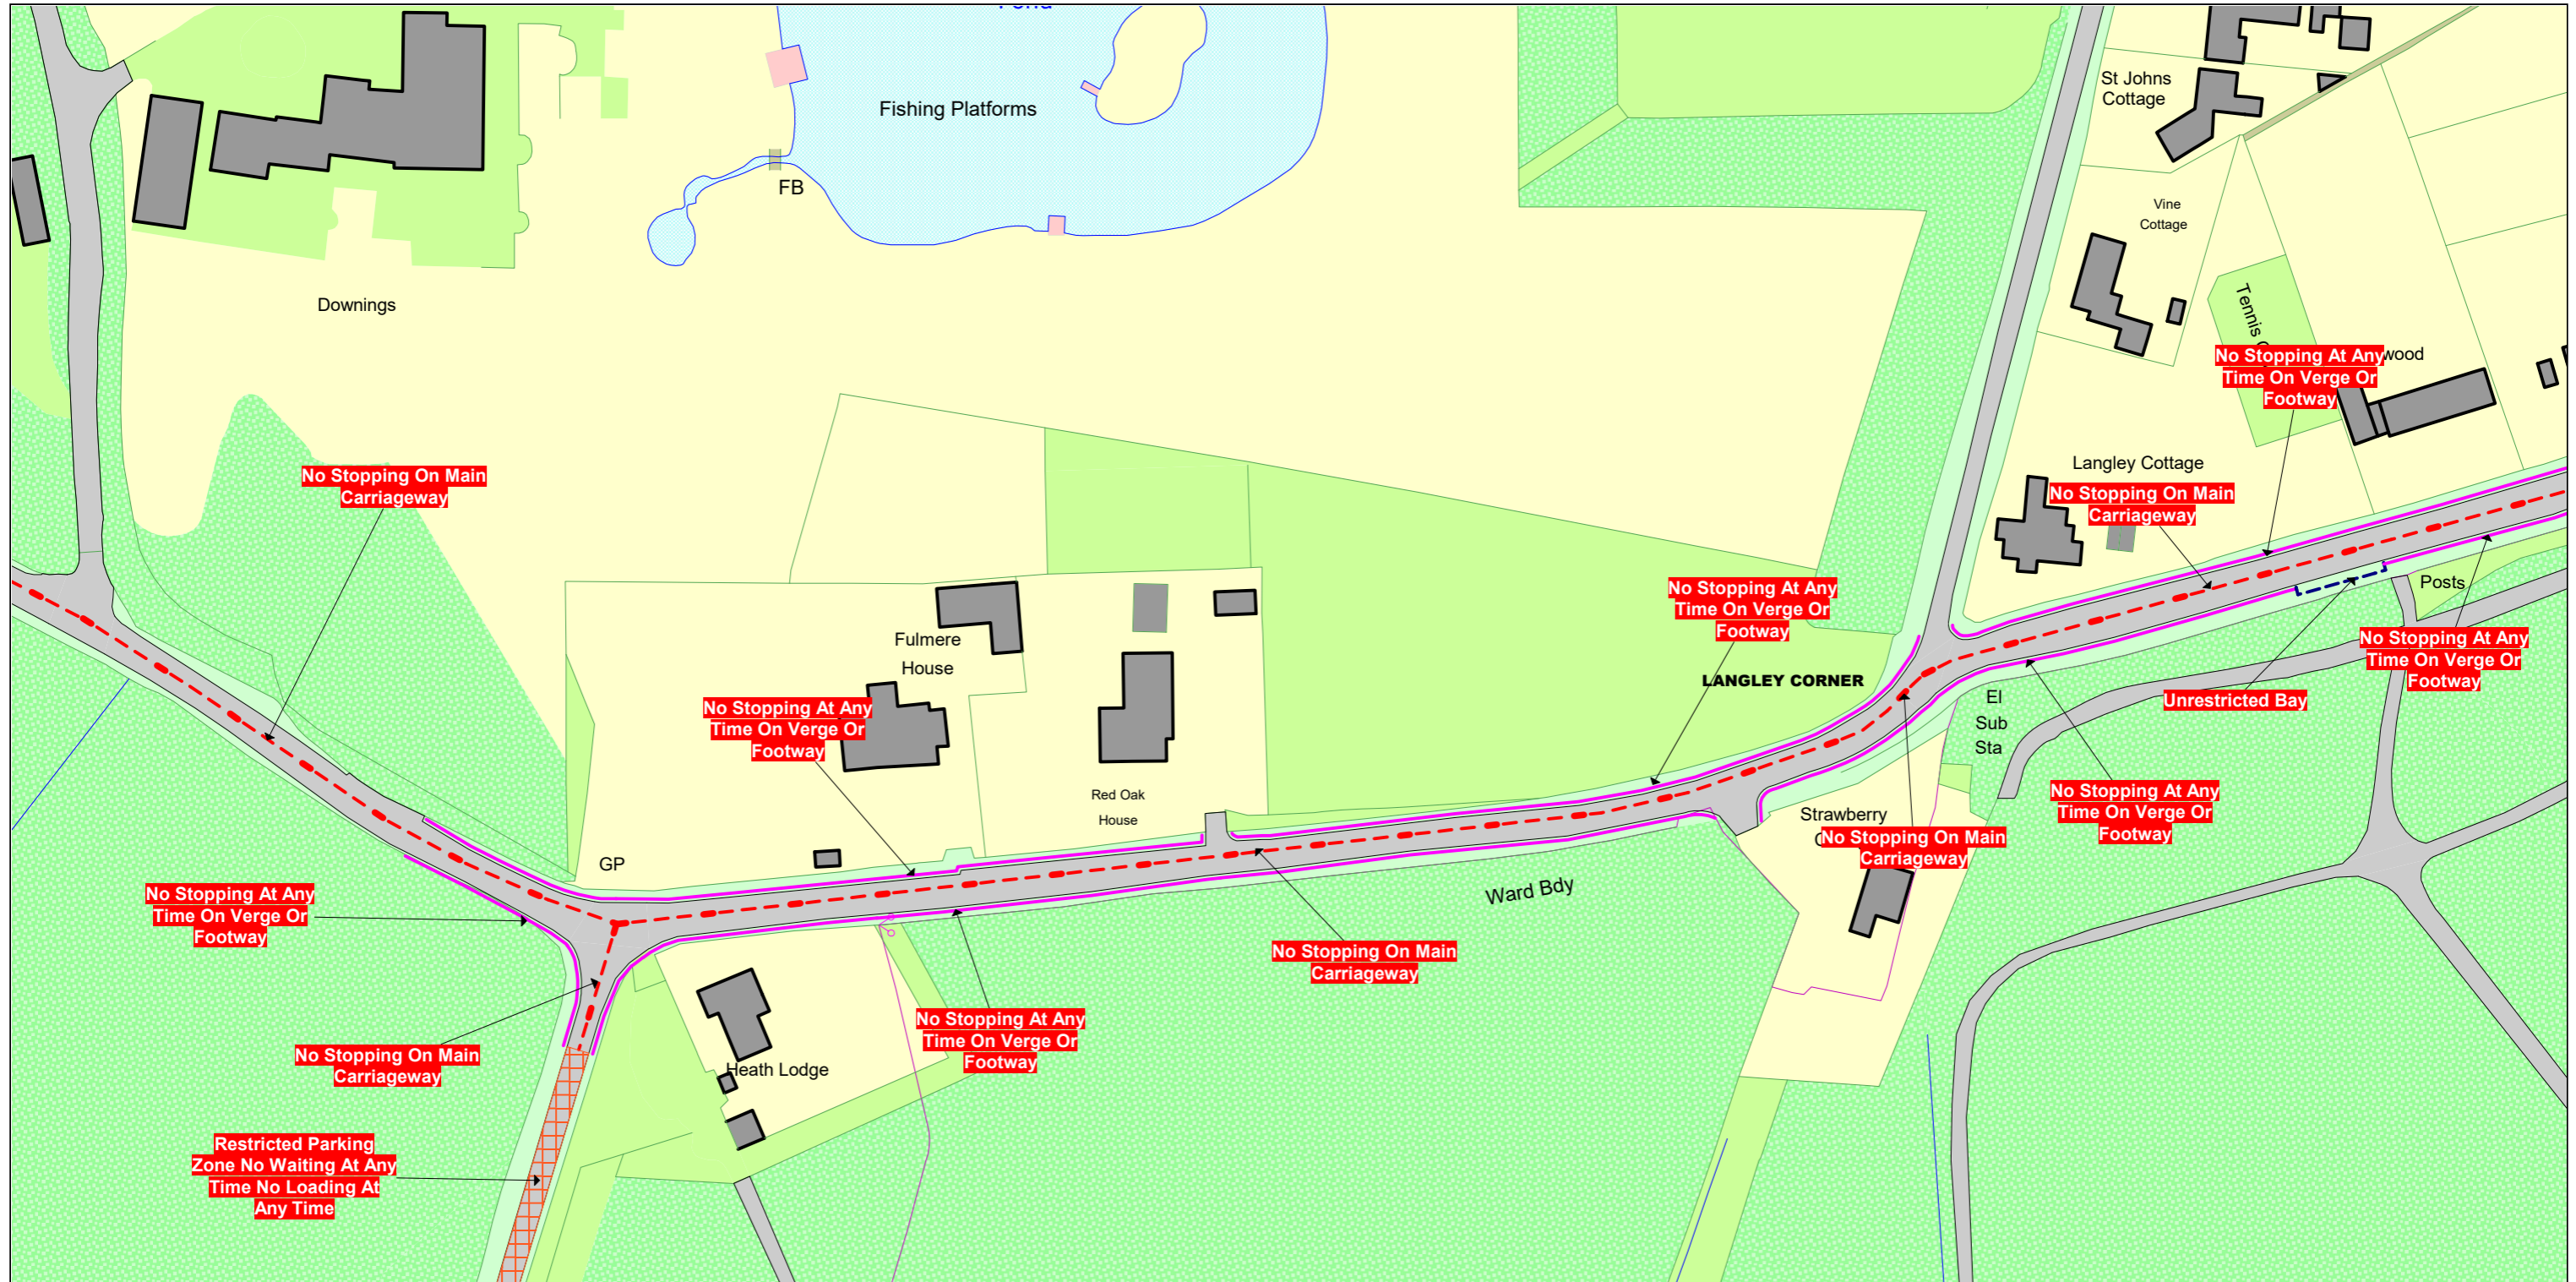 Fishing Platforms
St Johns
Cottage
FB
Vine
Cottage
Downings
Tennis
No Stopping At Any
Time On Verge Or
Footway
wood
Langley Cottage
No Stopping On Main
Carriageway
No Stopping On Main
Carriageway
Posts
No Stopping At Any
Time On Verge Or
Footway
Fulmere
House
No Stopping At Any
Time On Verge Or
Footway
LANGLEY CORNER
El
Sub
Sta
Unrestricted Bay
No Stopping At Any
Time On Verge Or
Footway
Red Oak
House
No Stopping At Any
Time On Verge Or
Footway
Strawberry
No Stopping On Main
Carriageway
GP
Ward Bdy
No Stopping At Any
Time On Verge Or
Footway
No Stopping On Main
Carriageway
No Stopping At Any
Time On Verge Or
Footway
No Stopping On Main
Carriageway
Heath Lodge
Restricted Parking
Zone No Waiting At Any
Time No Loading At
Any Time